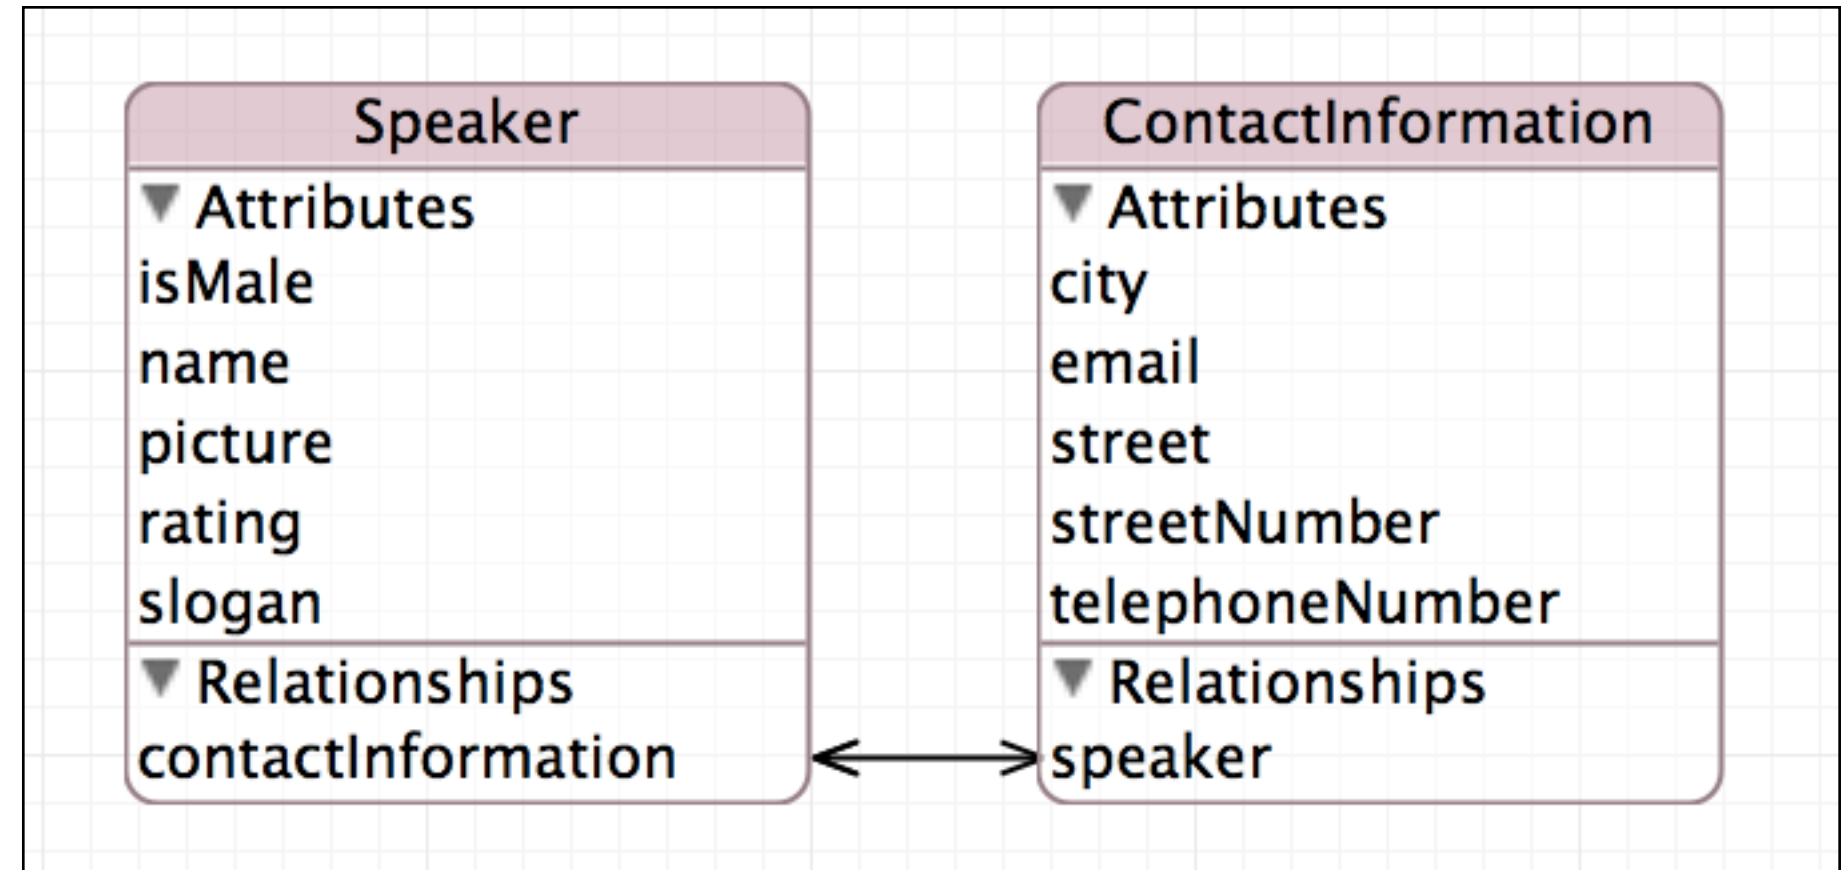 Speaker
Attributes
isMale
name
picture
rating
slogan
Relationships
contactInformation
ContactInformation
Attributes
city
email
street
streetNumber
telephoneNumber
Relationships
speaker